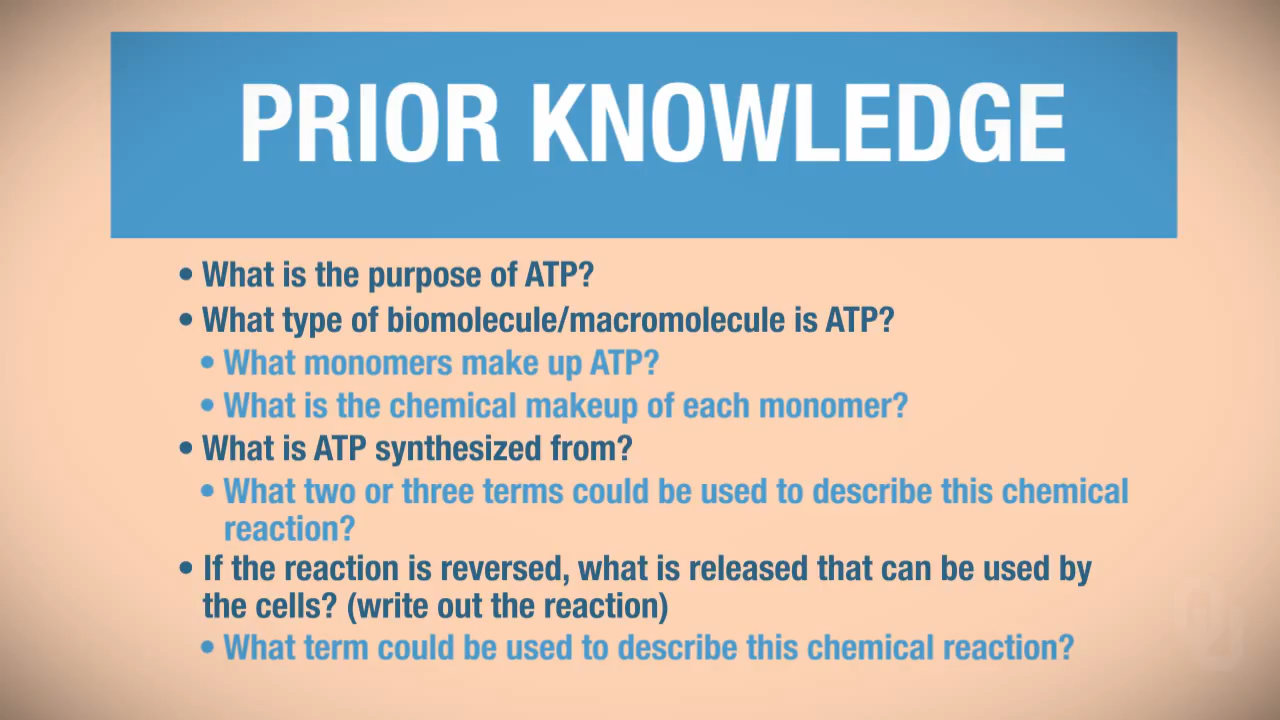 PRIOR KNOWLEDGE
• What is the purpose of ATP?
• What type of biomolecule/macromolecule is ATP?
• What monomers make up ATP?
• What is the chemical makeup of each monomer?
• What is ATP synthesized from?
• What two or three terms could be used to describe this chemical
reaction?
• If the reaction is reversed, what is released that can be used by
the cells? (write out the reaction)
• What term could be used to describe this chemical reaction?